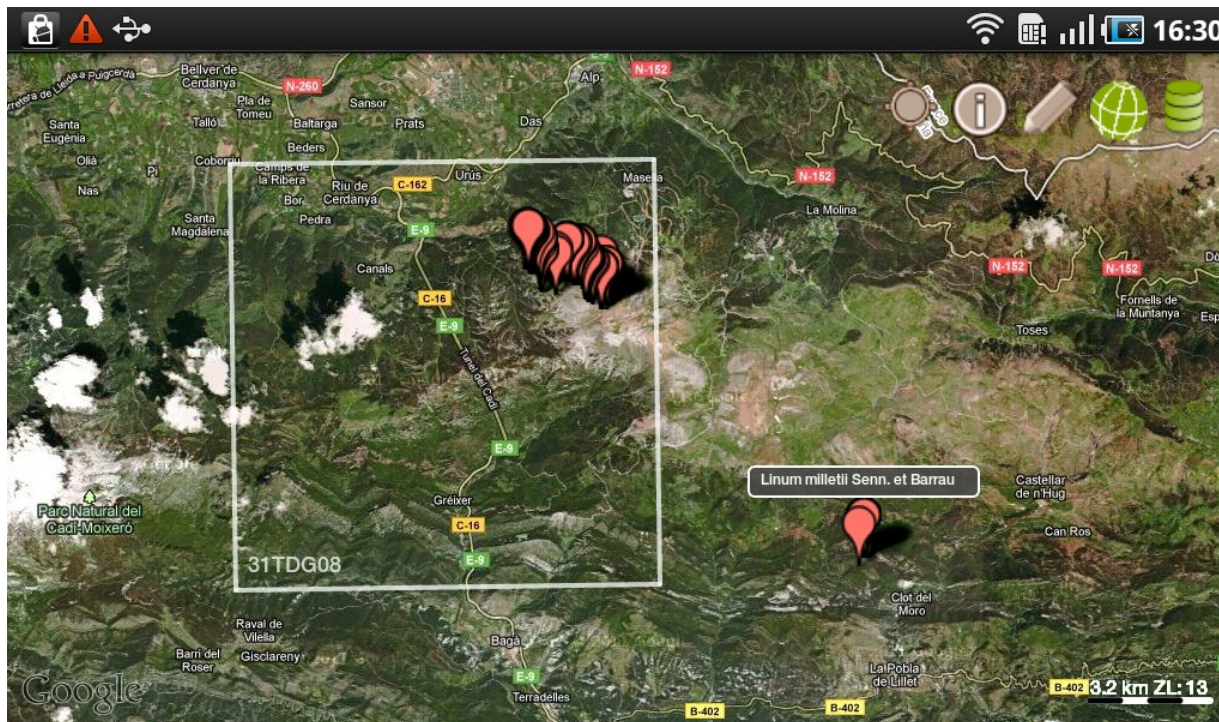 16:30
Carretera de Lleida a Puigcerdà
Bellver de
Cerdanya
N-260
Alp
N-152
Pla de
Tomeu
Sansor
Santa
Eugènia
Talló
Baltarga
Prats
Das
Beders
Olià
Pi
Coborriu
Camps de
la Ribera
Urús
N-152
Nas
Bor
Riu de
Cerdanya
C-162
Masella
La Molina
Santa
Magdalena
Pedra
E-9
Canals
N-152
N-152
C-16
Fornells de
la Muntanya
E-9
Toses
Esp
Túnel del Cadí
E-9
Linum milletii Senn. et Barrau
Castellar
de n'Hug
Gréixer
Parc Natural del
Cadí-Moixeró
C-16
Can Ros
E-9
31TDG08
Clot del
Moro
Raval de
Vilella
Barri del
Roser
Gisclareny
Bagà
E-9
La Pobla
de Lillet
Google
Terradelles
B-402
B-402
B-402
3.2 km ZL: 13